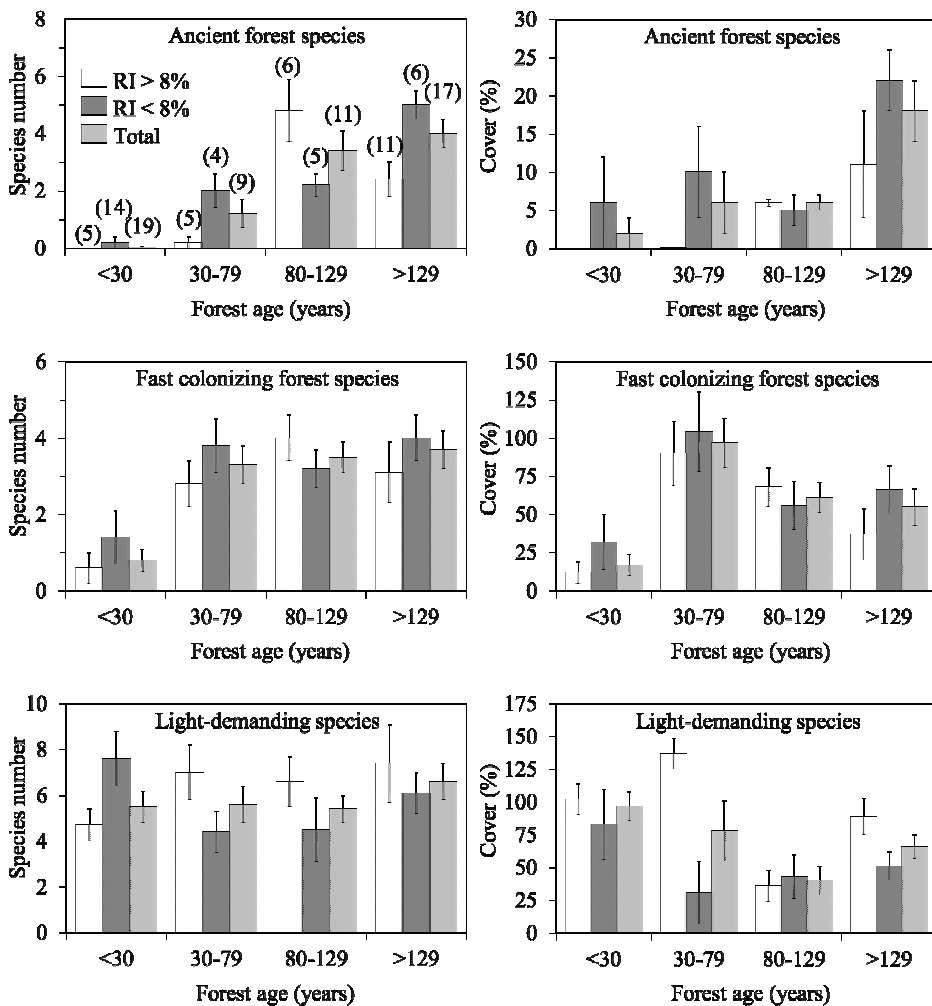 Ancient forest species
Species number
8
6
4
2
0
RI > 8%
RI < 8%
Total
(5)
(14)
(19)
(5)
(4)
(9)
(6)
(5)
(11)
(11)
(6)
(17)
<30 30-79 80-129 >129
Forest age (years)
Ancient forest species
Cover (%)
30
25
20
15
10
5
0
<30 30-79 80-129 >129
Forest age (years)
Fast colonizing forest species
Species number
6
4
2
0
<30 30-79 80-129 >129
Forest age (years)
Fast colonizing forest species
Cover (%)
150
125
100
75
50
25
0
<30 30-79 80-129 >129
Forest age (years)
Light-demanding species
Species number
10
8
6
4
2
0
<30 30-79 80-129 >129
Forest age (years)
Light-demanding species
Cover (%)
175
150
125
100
75
50
25
0
<30 30-79 80-129 >129
Forest age (years)